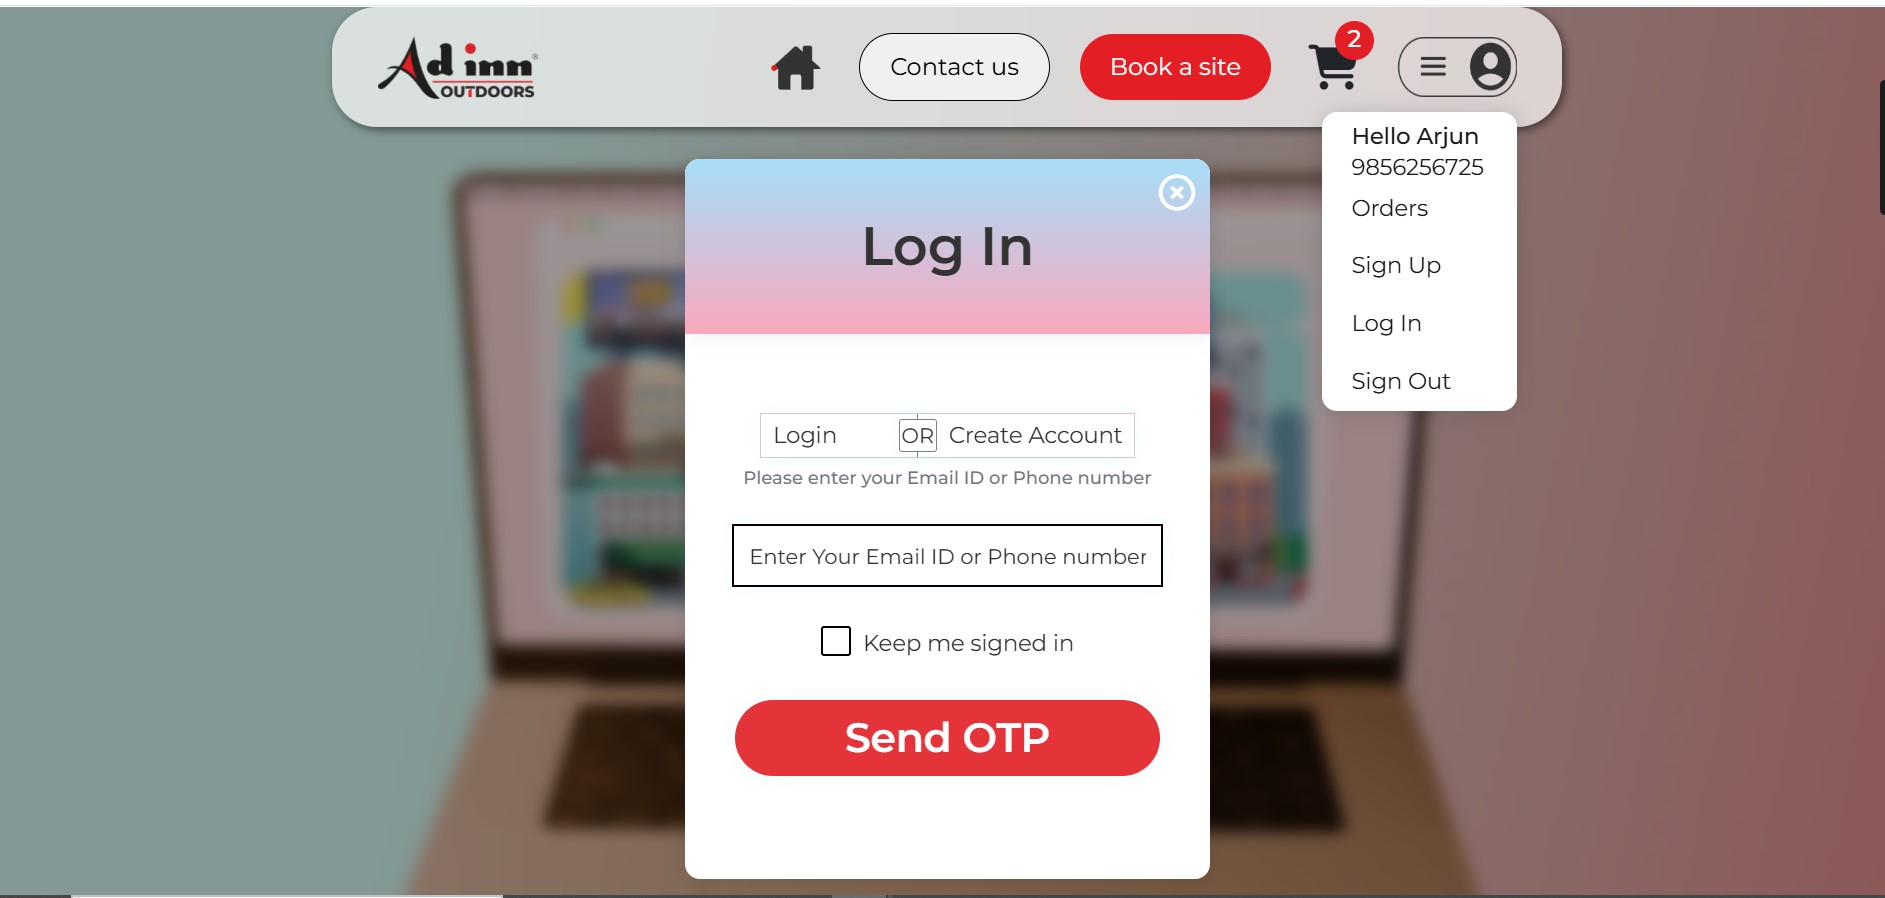 Ad inn
OUTDOORS
Contact us
Book a site
2
Hello Arjun
9856256725
Orders
Sign Up
Log In
Sign Out
Log In
Login OR Create Account
Please enter your Email ID or Phone number
Enter Your Email ID or Phone number
Keep me signed in
Send OTP